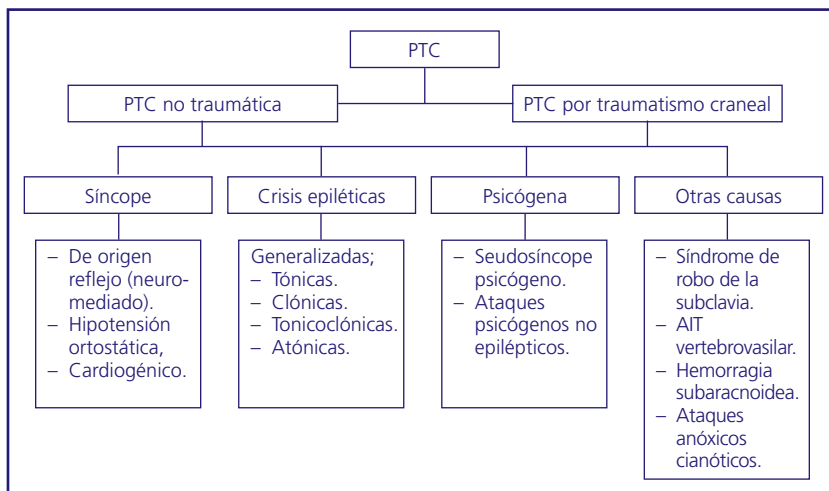 PTC
PTC no traumática
PTC por traumatismo craneal
Síncope
Crisis epiléticas
Psicógena
Otras causas
– De origen
reflejo (neuro-
mediado).
– Hipotensión
ortostática,
– Cardiogénico.
Generalizadas;
– Tónicas.
– Clónicas.
– Tonicoclónicas.
– Atónicas.
– Seudosíncope
psicógeno.
– Ataques
psicógenos no
epilépticos.
– Síndrome de
robo de la
subclavia.
– AIT
vertebrovasilar.
– Hemorragia
subaracnoidea.
– Ataques
anóxicos
cianóticos.